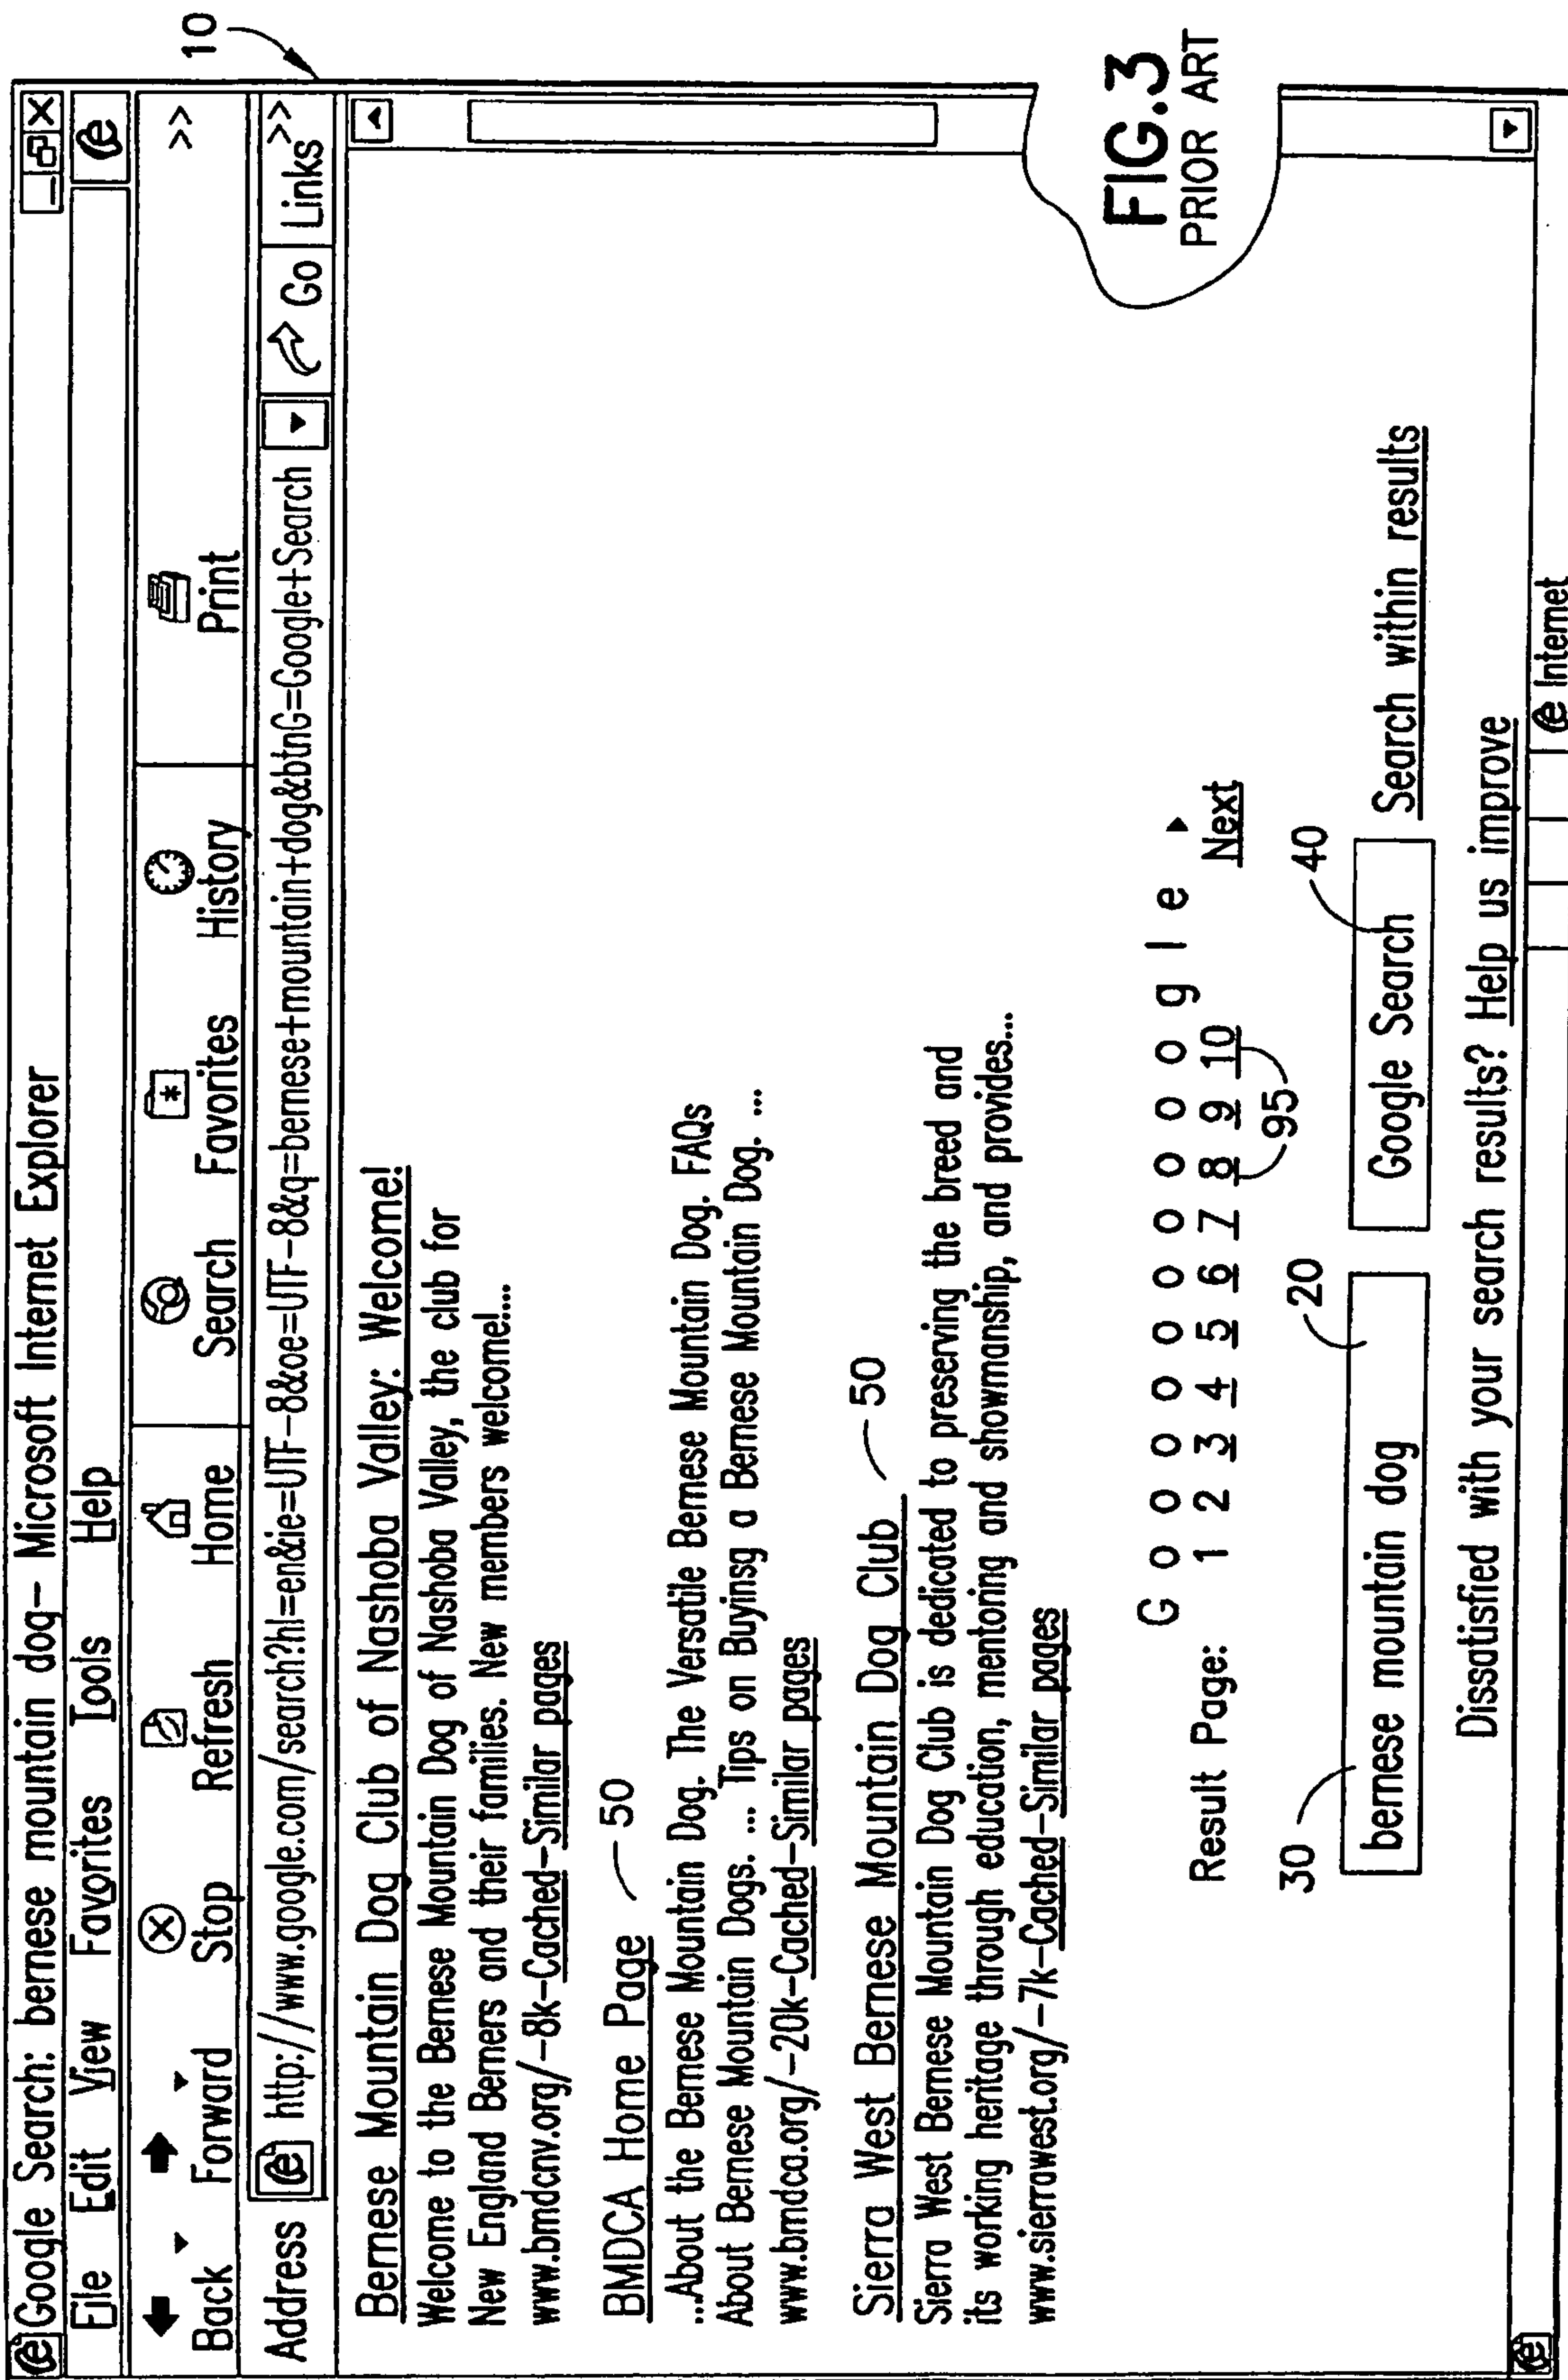 10
Google Search: bernese mountain dog– Microsoft Internet Explorer
File Edit View Favorites Tools Help
Back Forward Stop Refresh Home Search Favorites History Print >>
Address http://www.google.com/search?hl=en&ie=UTF-8&oe=UTF-8&q=bernese+mountain+dog&btnG=Google+Search Go Links >>
Bernese Mountain Dog Club of Nashoba Valley: Welcome!
Welcome to the Bernese Mountain Dog of Nashoba Valley, the club for
New England Berners and their families. New members welcome!...
www.bmdcnv.org/–8k–Cached–Similar pages
BMDCA Home Page 50
...About the Bernese Mountain Dog. The Versatile Bernese Mountain Dog. FAQs
About Bernese Mountain Dogs. ... Tips on Buyinsg a Bernese Mountain Dog. ...
www.bmdca.org/–20k–Cached–Similar pages
Sierra West Bernese Mountain Dog Club 50
Sierra West Bernese Mountain Dog Club is dedicated to preserving the breed and
its working heritage through education, mentoring and showmanship, and provides...
www.sierrawest.org/–7k–Cached–Similar pages
G o o o o o o o o o o g l e
Result Page: 1 2 3 4 5 6 7 8 9 10 Next
95
30 20 40
bernese mountain dog Google Search Search within results
Dissatisfied with your search results? Help us improve
Internet
FIG.3
PRIOR ART